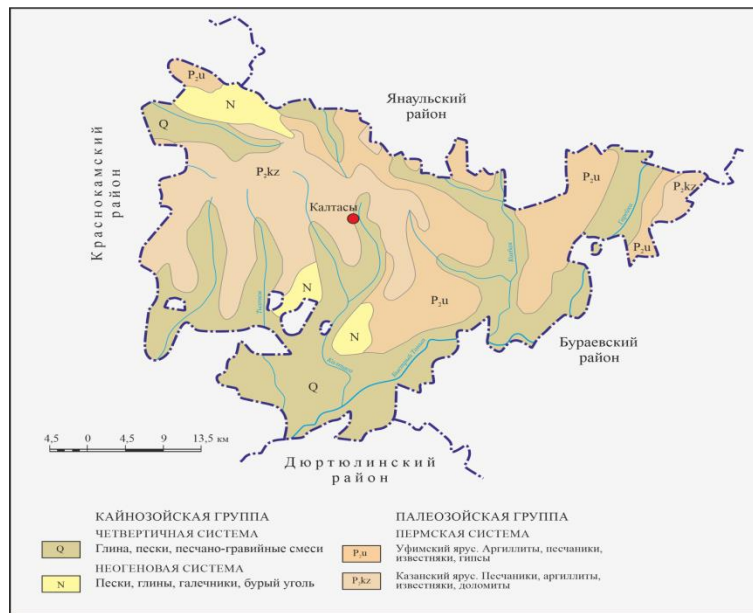 P₂u
N
Янаульский
район
Q
Краснокамский
район
P₂kz
P₂u
P₂kz
Калтасы
P₂u
N
P₂u
N
Бураевский
район
Q
4,5 0 4,5 9 13,5 км
Дюртюлинский
район
КАЙНОЗОЙСКАЯ ГРУППА
ЧЕТВЕРТИЧНАЯ СИСТЕМА
Q Глина, пески, песчано-гравийные смеси
НЕОГЕНОВАЯ СИСТЕМА
N Пески, глины, галечники, бурый уголь
ПАЛЕОЗОЙСКАЯ ГРУППА
ПЕРМСКАЯ СИСТЕМА
P₂u Уфимский ярус. Аргиллиты, песчаники,
известняки, гипсы
P₂kz Казанский ярус. Песчаники, аргиллиты,
известняки, доломиты